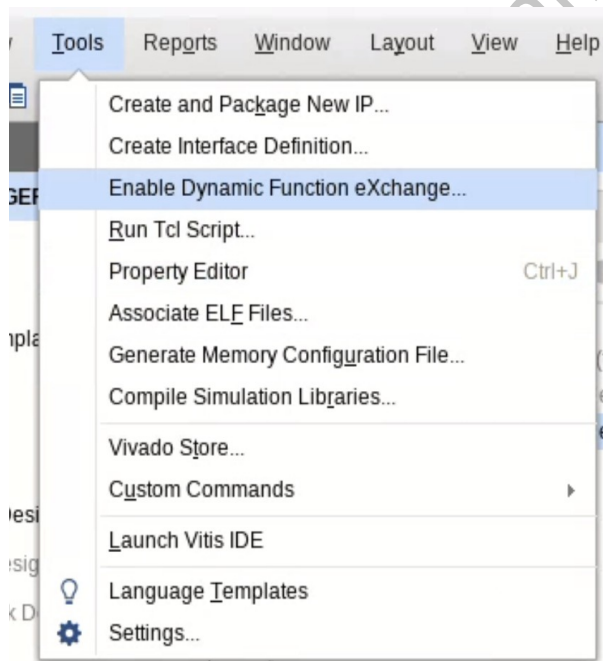 Tools Reports Window Layout View Help
Create and Package New IP...
Create Interface Definition...
Enable Dynamic Function eXchange...
Run Tcl Script...
Property Editor Ctrl+J
Associate ELF Files...
Generate Memory Configuration File...
Compile Simulation Libraries...
Vivado Store...
Custom Commands
Launch Vitis IDE
Language Templates
Settings...